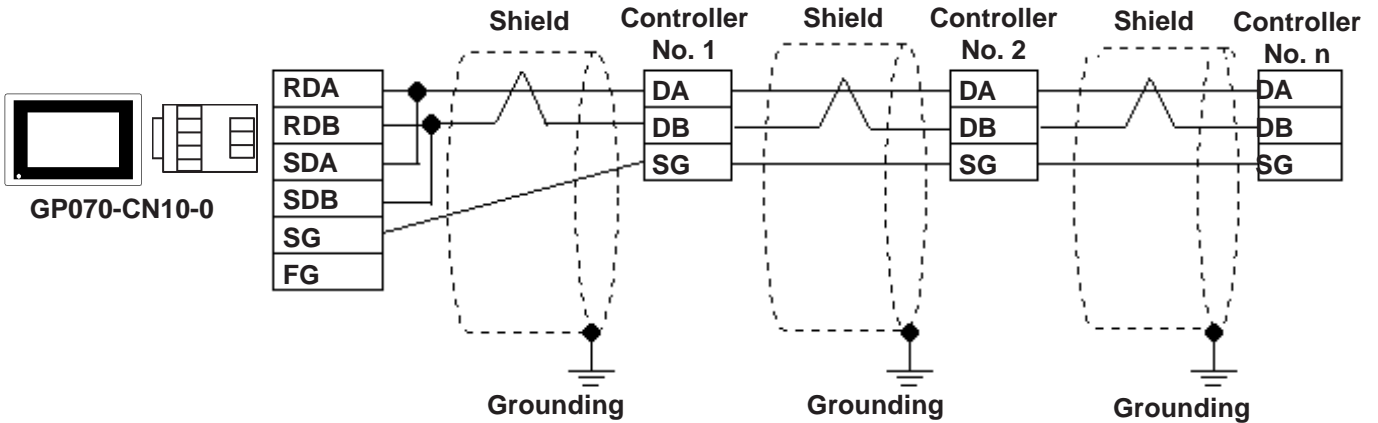 Shield
Controller
No. 1
Shield
Controller
No. 2
Shield
Controller
No. n
GP070-CN10-0
RDA
RDB
SDA
SDB
SG
FG
DA
DB
SG
DA
DB
SG
DA
DB
SG
Grounding
Grounding
Grounding